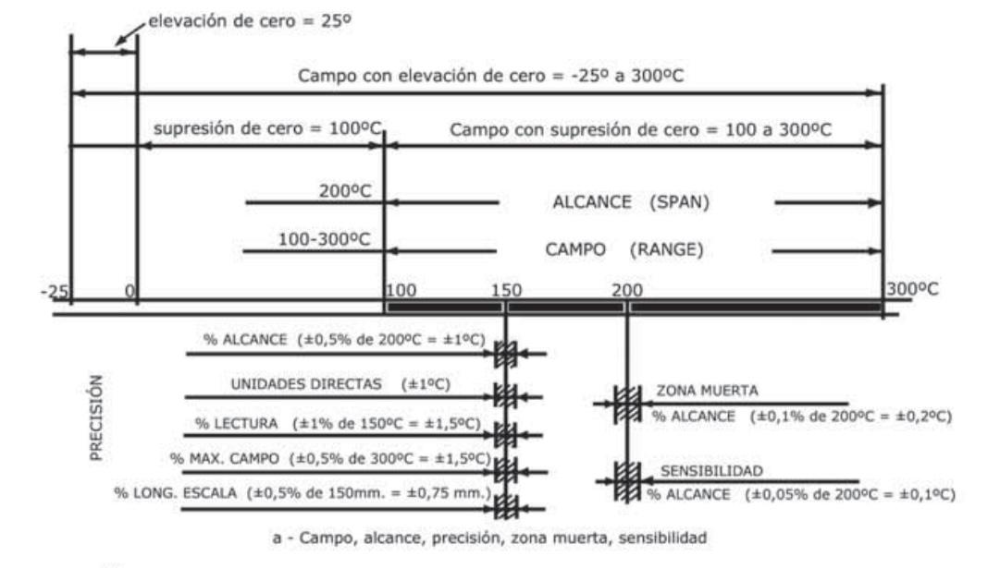 elevación de cero = 25º
Campo con elevación de cero = -25º a 300ºC
supresión de cero = 100ºC
Campo con supresión de cero = 100 a 300ºC
200ºC
ALCANCE (SPAN)
100-300ºC
CAMPO (RANGE)
-25
0
100
150
200
300ºC
PRECISIÓN
% ALCANCE (±0,5% de 200ºC = ±1ºC)
UNIDADES DIRECTAS (±1ºC)
% LECTURA (±1% de 150ºC = ±1,5ºC)
% MAX. CAMPO (±0,5% de 300ºC = ±1,5ºC)
% LONG. ESCALA (±0,5% de 150mm. = ±0,75 mm.)
ZONA MUERTA
% ALCANCE (±0,1% de 200ºC = ±0,2ºC)
SENSIBILIDAD
% ALCANCE (±0,05% de 200ºC = ±0,1ºC)
a - Campo, alcance, precisión, zona muerta, sensibilidad